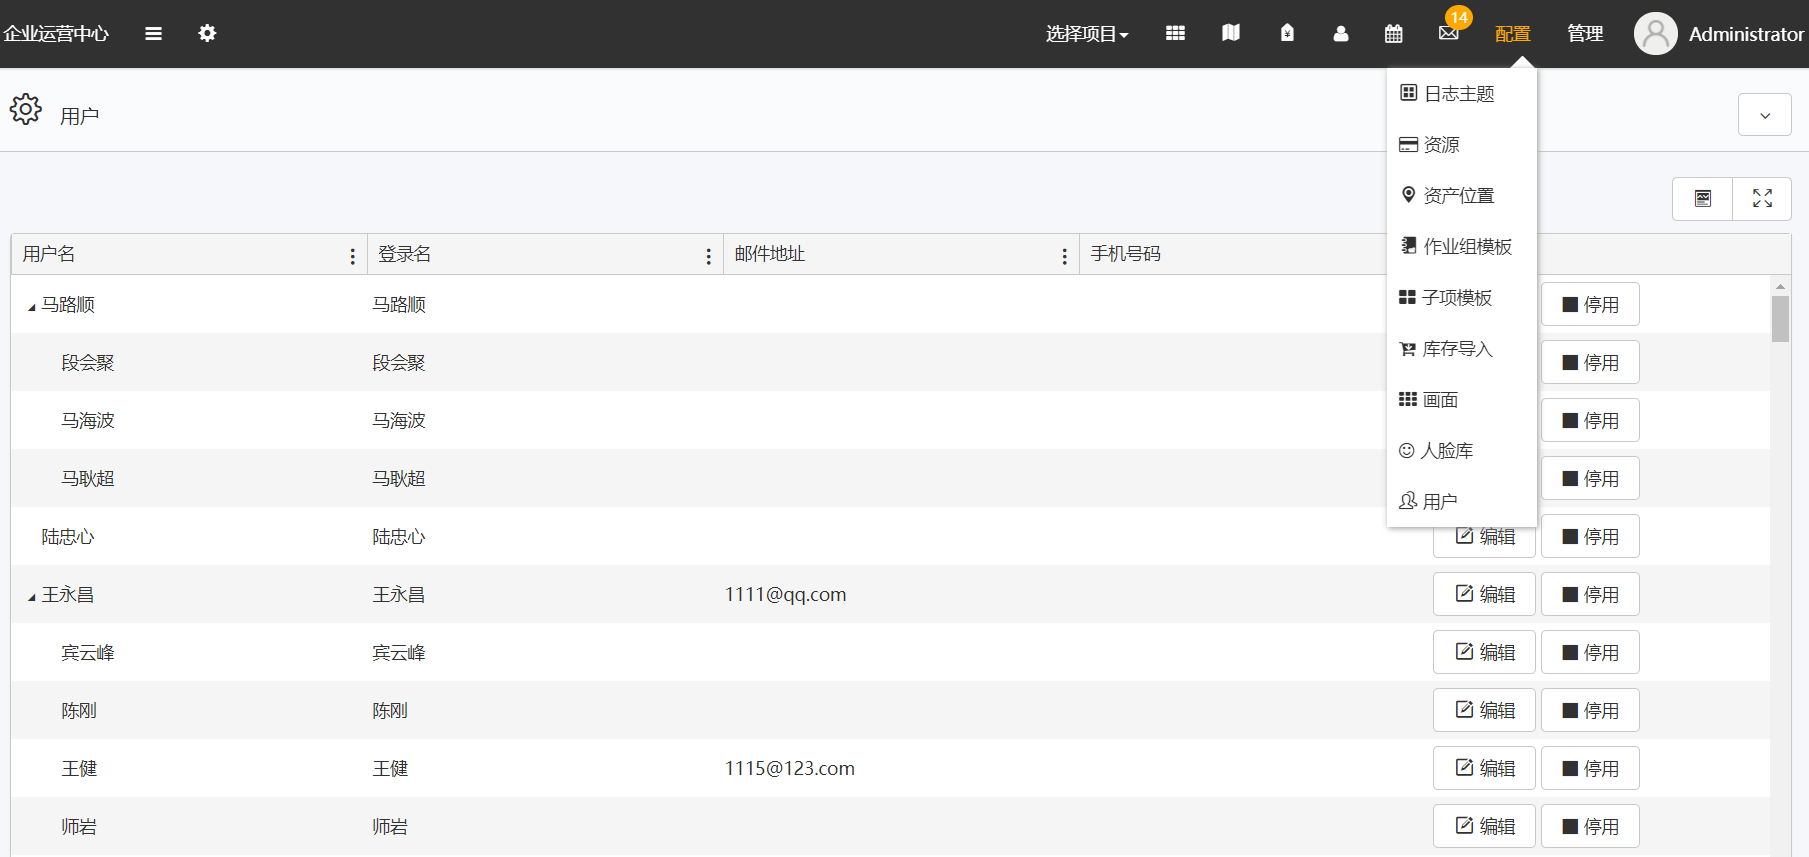 企业运营中心 选择项目 14 配置 管理 Administrator
用户
日志主题
资源
资产位置
作业组模板
子项模板
库存导入
画面
人脸库
用户
用户名 登录名 邮件地址 手机号码
马路顺 马路顺 停用
段会聚 段会聚 停用
马海波 马海波 停用
马耿超 马耿超 停用
陆忠心 陆忠心 编辑 停用
王永昌 王永昌 1111@qq.com 编辑 停用
宾云峰 宾云峰 编辑 停用
陈刚 陈刚 编辑 停用
王健 王健 1115@123.com 编辑 停用
师岩 师岩 编辑 停用